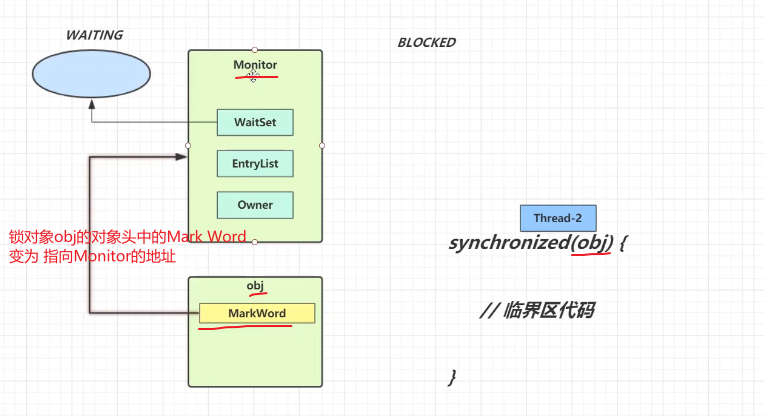 WAITING
BLOCKED
Monitor
WaitSet
EntryList
Owner
锁对象obj的对象头中的Mark Word
变为 指向Monitor的地址
obj
MarkWord
Thread-2
synchronized(obj) {
// 临界区代码
}